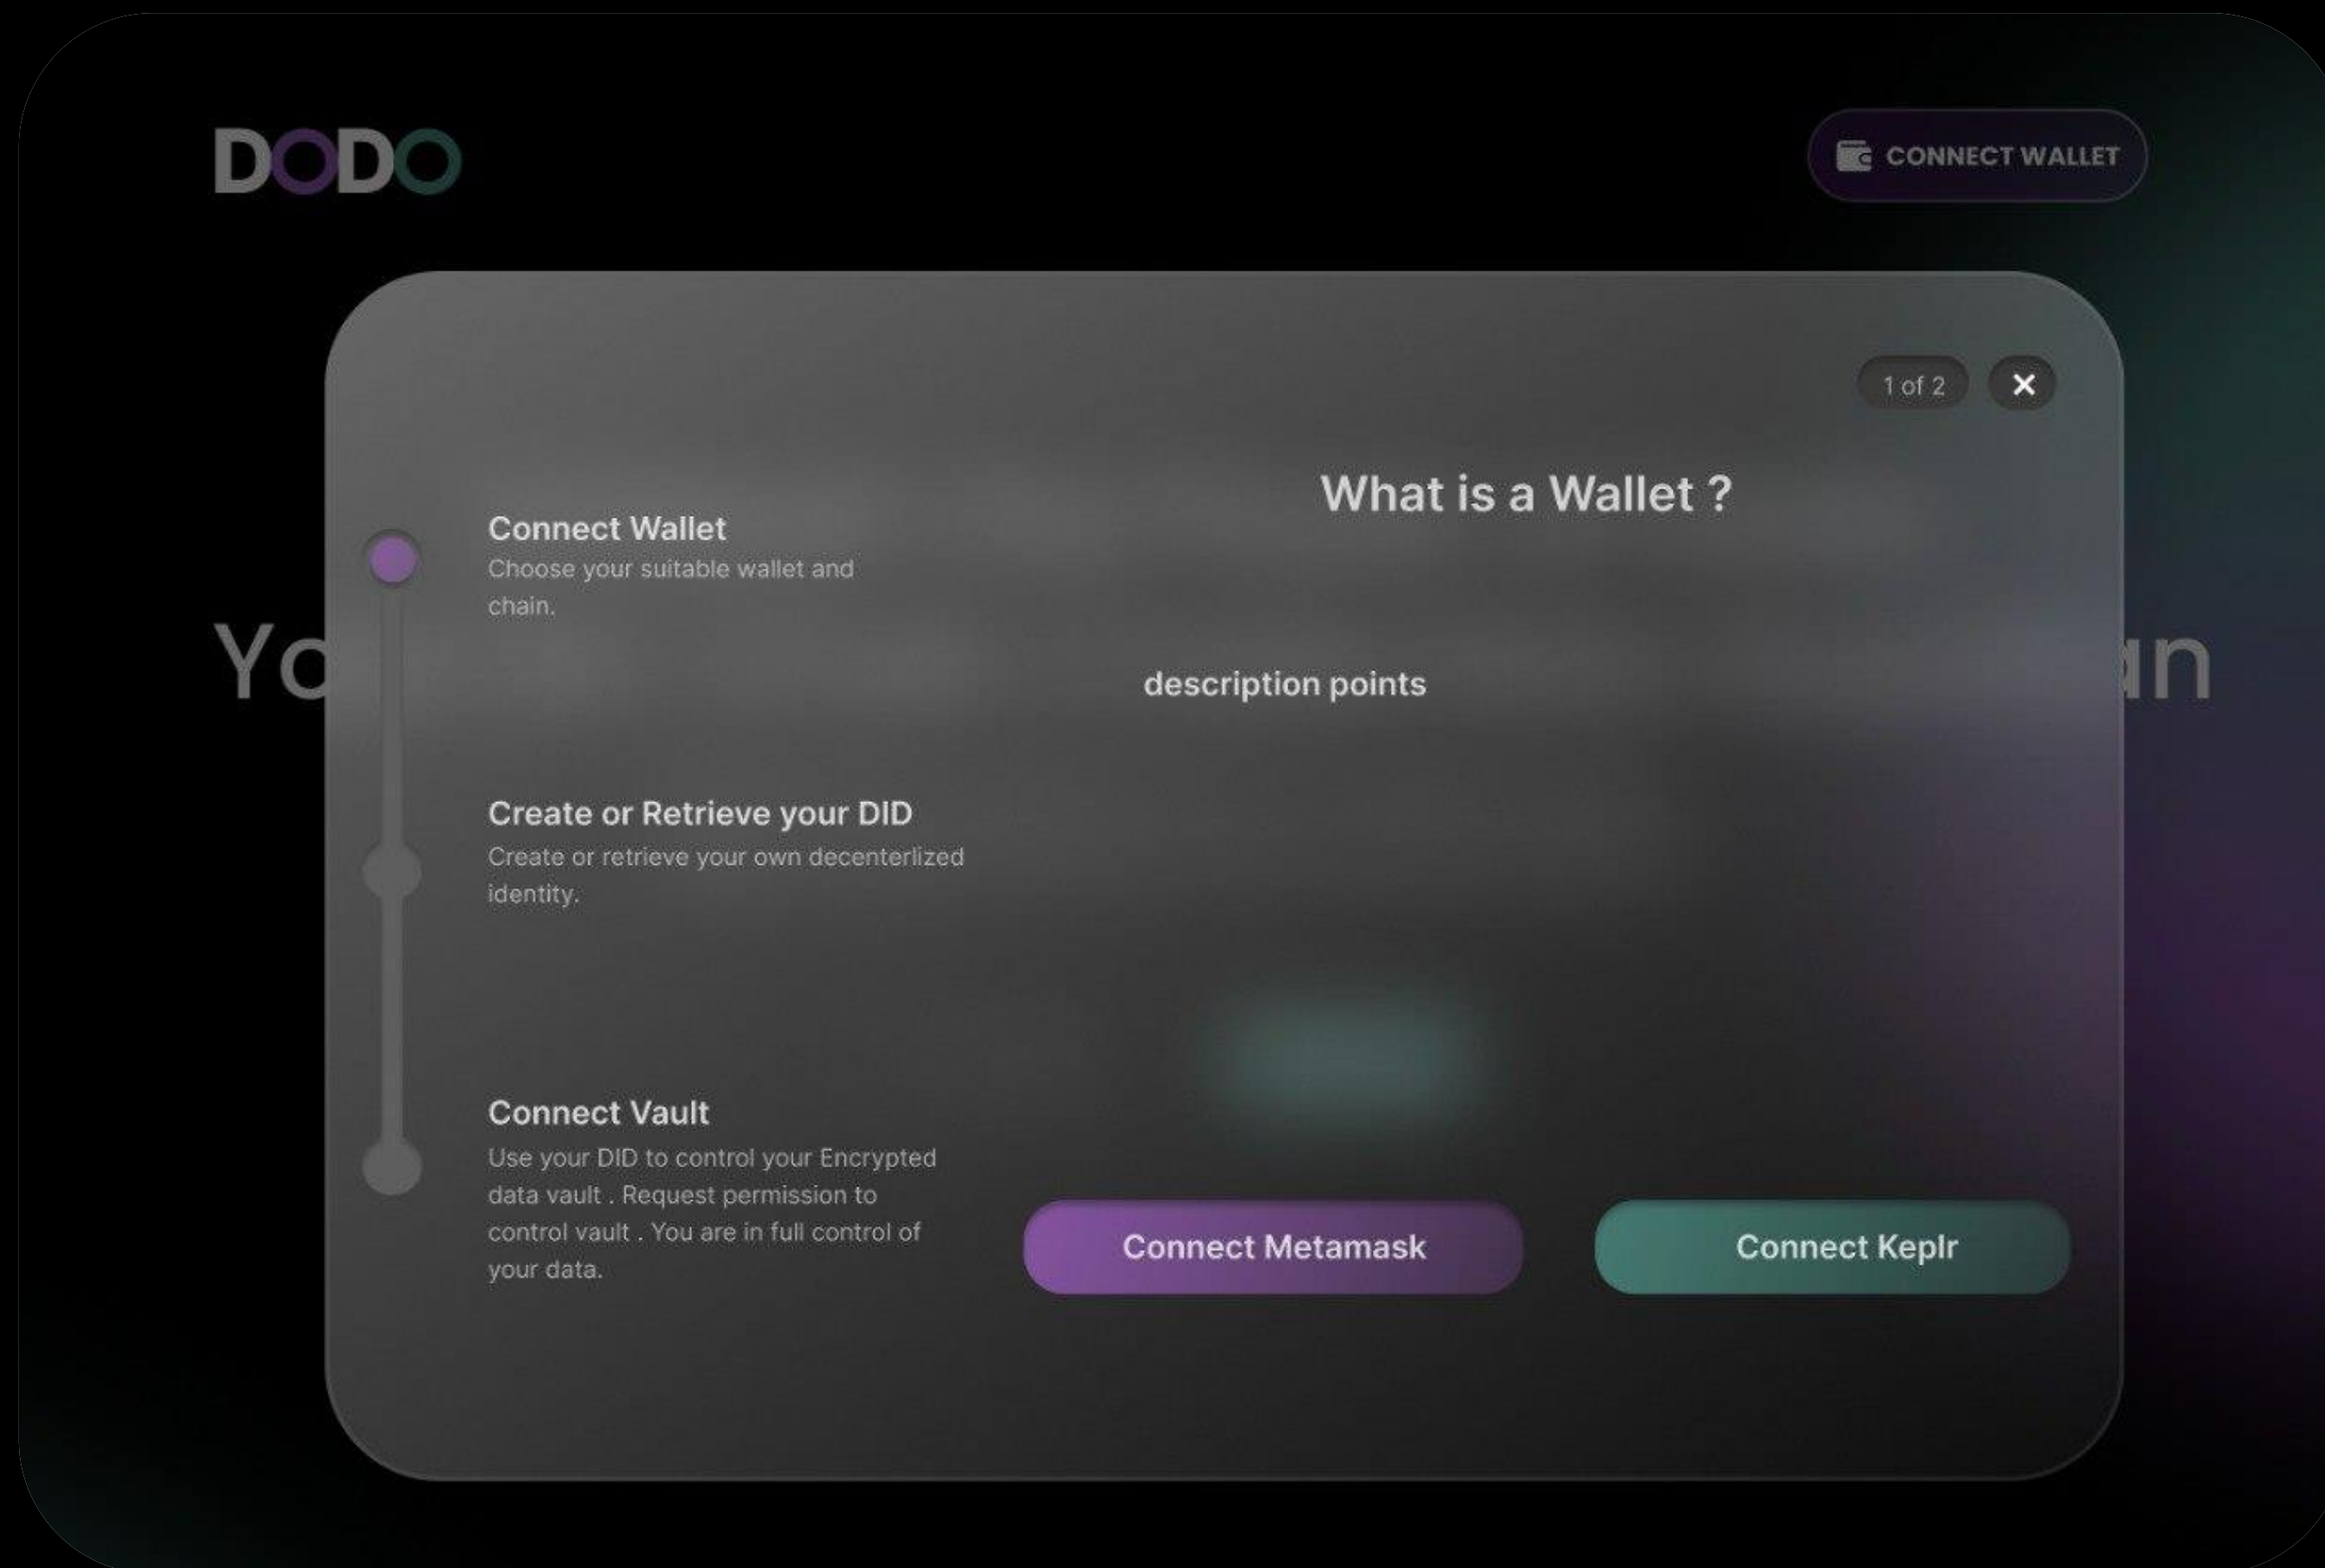 DODO
CONNECT WALLET
1 of 2
What is a Wallet ?
Connect Wallet
Choose your suitable wallet and
chain.
Yo
an
description points
Create or Retrieve your DID
Create or retrieve your own decenterlized
identity.
Connect Vault
Use your DID to control your Encrypted
data vault . Request permission to
control vault . You are in full control of
your data.
Connect Metamask
Connect Keplr